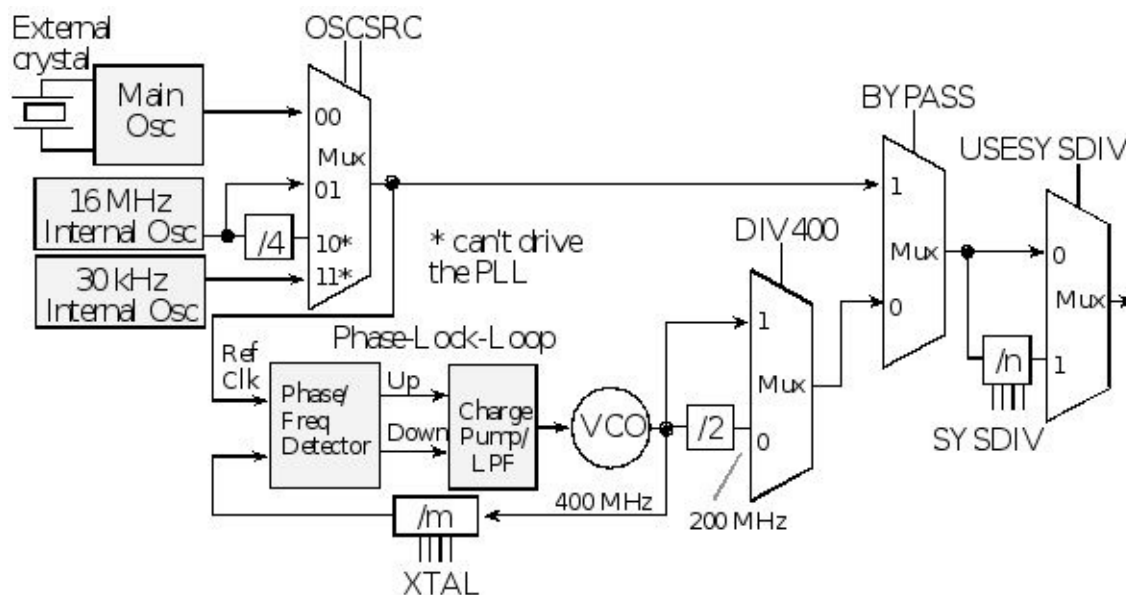 External
crystal
OSCSRC
Main
Osc
00
Mux
01
10*
11*
16 MHz
Internal Osc
/4
30 kHz
Internal Osc
* can't drive
the PLL
BYPASS
1
Mux
0
USESYSDIV
0
Mux
1
/n
SYSDIV
DIV400
1
Mux
0
Phase-Lock-Loop
Ref
Clk
Phase/
Freq
Detector
Up
Down
Charge
Pump/
LPF
VCO
/2
400 MHz
200 MHz
/m
XTAL